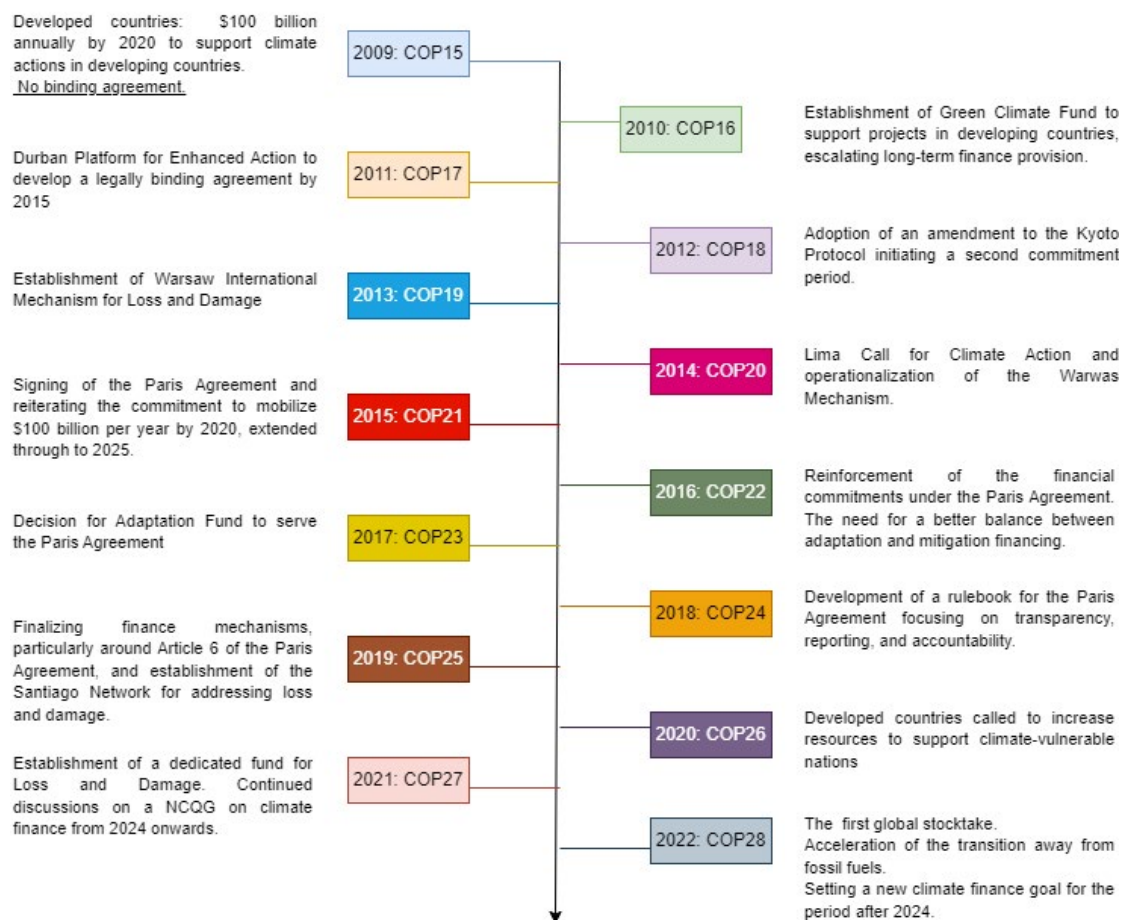 Developed countries: $100 billion
annually by 2020 to support climate
actions in developing countries.
No binding agreement.
2009: COP15
2010: COP16
Establishment of Green Climate Fund to
support projects in developing countries,
escalating long-term finance provision.
Durban Platform for Enhanced Action to
develop a legally binding agreement by
2015
2011: COP17
2012: COP18
Adoption of an amendment to the Kyoto
Protocol initiating a second commitment
period.
Establishment of Warsaw International
Mechanism for Loss and Damage
2013: COP19
2014: COP20
Lima Call for Climate Action and
operationalization of the Warwas
Mechanism.
Signing of the Paris Agreement and
reiterating the commitment to mobilize
$100 billion per year by 2020, extended
through to 2025.
2015: COP21
2016: COP22
Reinforcement of the financial
commitments under the Paris Agreement.
The need for a better balance between
adaptation and mitigation financing.
Decision for Adaptation Fund to serve
the Paris Agreement
2017: COP23
2018: COP24
Development of a rulebook for the Paris
Agreement focusing on transparency,
reporting, and accountability.
Finalizing finance mechanisms,
particularly around Article 6 of the Paris
Agreement, and establishment of the
Santiago Network for addressing loss
and damage.
2019: COP25
2020: COP26
Developed countries called to increase
resources to support climate-vulnerable
nations
Establishment of a dedicated fund for
Loss and Damage. Continued
discussions on a NCQG on climate
finance from 2024 onwards.
2021: COP27
2022: COP28
The first global stocktake.
Acceleration of the transition away from
fossil fuels.
Setting a new climate finance goal for the
period after 2024.